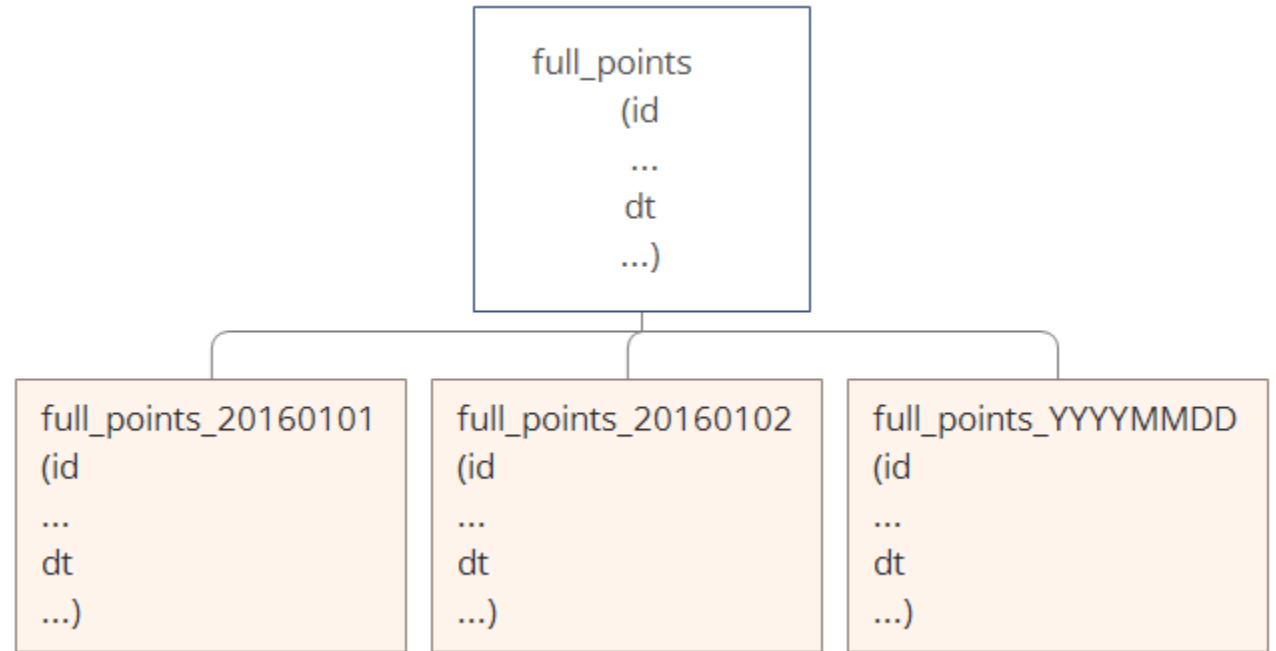 full_points
(id
...
dt
...)
full_points_20160101
(id
...
dt
...)
full_points_20160102
(id
...
dt
...)
full_points_YYYYMMDD
(id
...
dt
...)